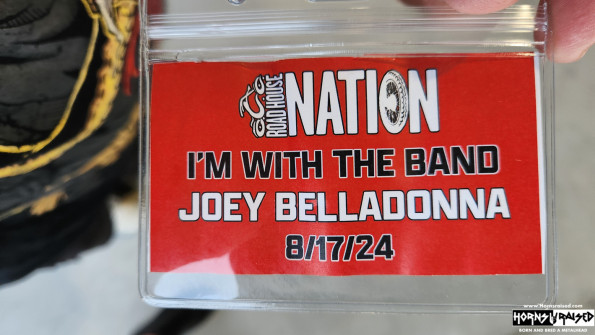 OCC ROAD HOUSE NATION
I'M WITH THE BAND
JOEY BELLADONNA
8/17/24
www.hornsupraised.com
HORNS RAISED
BORN AND BRED A METALHEAD